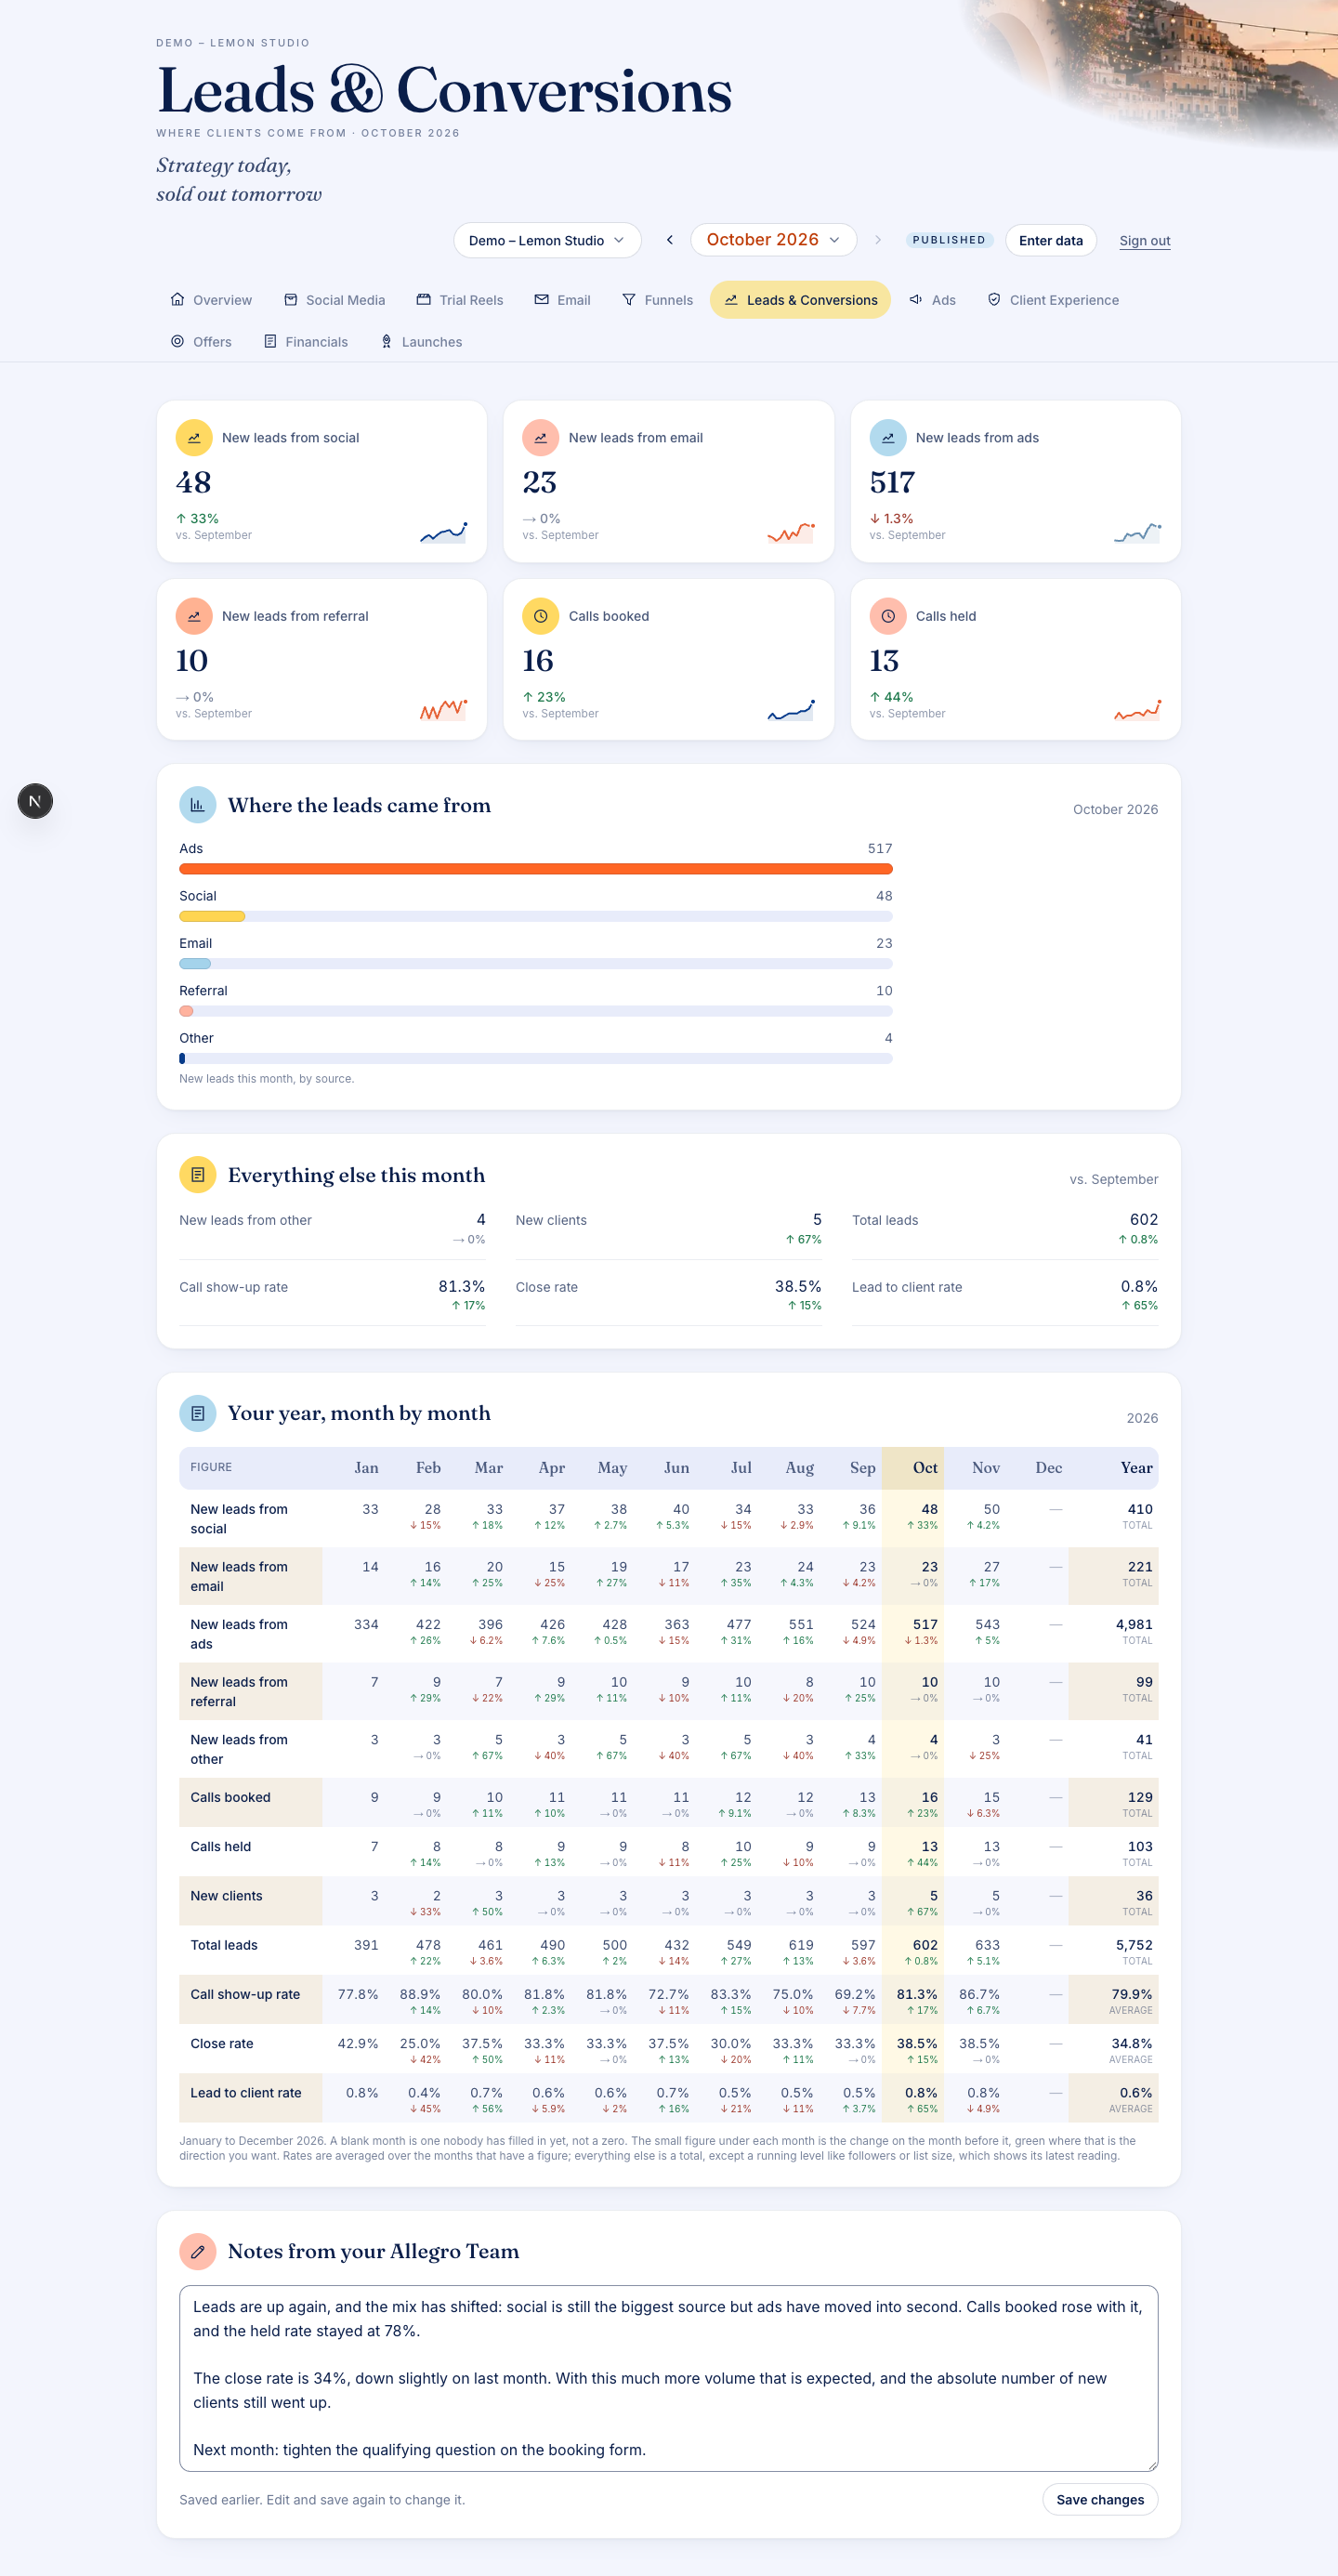 DEMO – LEMON STUDIO
Leads & Conversions
WHERE CLIENTS COME FROM · OCTOBER 2026
Strategy today,
sold out tomorrow
Demo – Lemon Studio October 2026 PUBLISHED Enter data Sign out
Overview Social Media Trial Reels Email Funnels Leads & Conversions Ads Client Experience
Offers Financials Launches
New leads from social
48
↑ 33%
vs. September
New leads from email
23
→ 0%
vs. September
New leads from ads
517
↓ 1.3%
vs. September
New leads from referral
10
→ 0%
vs. September
Calls booked
16
↑ 23%
vs. September
Calls held
13
↑ 44%
vs. September
N
Where the leads came from October 2026
Ads 517
Social 48
Email 23
Referral 10
Other 4
New leads this month, by source.
Everything else this month vs. September
New leads from other 4
→ 0%
New clients 5
↑ 67%
Total leads 602
↑ 0.8%
Call show-up rate 81.3%
↑ 17%
Close rate 38.5%
↑ 15%
Lead to client rate 0.8%
↑ 65%
Your year, month by month 2026
FIGURE Jan Feb Mar Apr May Jun Jul Aug Sep Oct Nov Dec Year
New leads from social 33 28 33 37 38 40 34 33 36 48 50 — 410
↓ 15% ↑ 18% ↑ 12% ↑ 2.7% ↑ 5.3% ↓ 15% ↓ 2.9% ↑ 9.1% ↑ 33% ↑ 4.2% TOTAL
New leads from email 14 16 20 15 19 17 23 24 23 23 27 — 221
↑ 14% ↑ 25% ↓ 25% ↑ 27% ↓ 11% ↑ 35% ↑ 4.3% ↓ 4.2% → 0% ↑ 17% TOTAL
New leads from ads 334 422 396 426 428 363 477 551 524 517 543 — 4,981
↑ 26% ↓ 6.2% ↑ 7.6% ↑ 0.5% ↓ 15% ↑ 31% ↑ 16% ↓ 4.9% ↓ 1.3% ↑ 5% TOTAL
New leads from referral 7 9 7 9 10 9 10 8 10 10 10 — 99
↑ 29% ↓ 22% ↑ 29% ↑ 11% ↓ 10% ↑ 11% ↓ 20% ↑ 25% → 0% → 0% TOTAL
New leads from other 3 3 5 3 5 3 5 3 4 4 3 — 41
→ 0% ↑ 67% ↓ 40% ↑ 67% ↓ 40% ↑ 67% ↓ 40% ↑ 33% → 0% ↓ 25% TOTAL
Calls booked 9 9 10 11 11 11 12 12 13 16 15 — 129
→ 0% ↑ 11% ↑ 10% → 0% → 0% ↑ 9.1% → 0% ↑ 8.3% ↑ 23% ↓ 6.3% TOTAL
Calls held 7 8 8 9 9 8 10 9 9 13 13 — 103
↑ 14% → 0% ↑ 13% → 0% ↓ 11% ↑ 25% ↓ 10% → 0% ↑ 44% → 0% TOTAL
New clients 3 2 3 3 3 3 3 3 3 5 5 — 36
↓ 33% ↑ 50% → 0% → 0% → 0% → 0% → 0% → 0% ↑ 67% → 0% TOTAL
Total leads 391 478 461 490 500 432 549 619 597 602 633 — 5,752
↑ 22% ↓ 3.6% ↑ 6.3% ↑ 2% ↓ 14% ↑ 27% ↑ 13% ↓ 3.6% ↑ 0.8% ↑ 5.1% TOTAL
Call show-up rate 77.8% 88.9% 80.0% 81.8% 81.8% 72.7% 83.3% 75.0% 69.2% 81.3% 86.7% — 79.9%
↑ 14% ↓ 10% ↑ 2.3% → 0% ↓ 11% ↑ 15% ↓ 10% ↓ 7.7% ↑ 17% ↑ 6.7% AVERAGE
Close rate 42.9% 25.0% 37.5% 33.3% 33.3% 37.5% 30.0% 33.3% 33.3% 38.5% 38.5% — 34.8%
↓ 42% ↑ 50% ↓ 11% → 0% ↑ 13% ↓ 20% ↑ 11% → 0% ↑ 15% → 0% AVERAGE
Lead to client rate 0.8% 0.4% 0.7% 0.6% 0.6% 0.7% 0.5% 0.5% 0.5% 0.8% 0.8% — 0.6%
↓ 45% ↑ 56% ↓ 5.9% ↓ 2% ↑ 16% ↓ 21% ↓ 11% ↑ 3.7% ↑ 65% ↓ 4.9% AVERAGE
January to December 2026. A blank month is one nobody has filled in yet, not a zero. The small figure under each month is the change on the month before it, green where that is the
direction you want. Rates are averaged over the months that have a figure; everything else is a total, except a running level like followers or list size, which shows its latest reading.
Notes from your Allegro Team
Leads are up again, and the mix has shifted: social is still the biggest source but ads have moved into second. Calls booked rose with it,
and the held rate stayed at 78%.
The close rate is 34%, down slightly on last month. With this much more volume that is expected, and the absolute number of new
clients still went up.
Next month: tighten the qualifying question on the booking form.
Saved earlier. Edit and save again to change it. Save changes